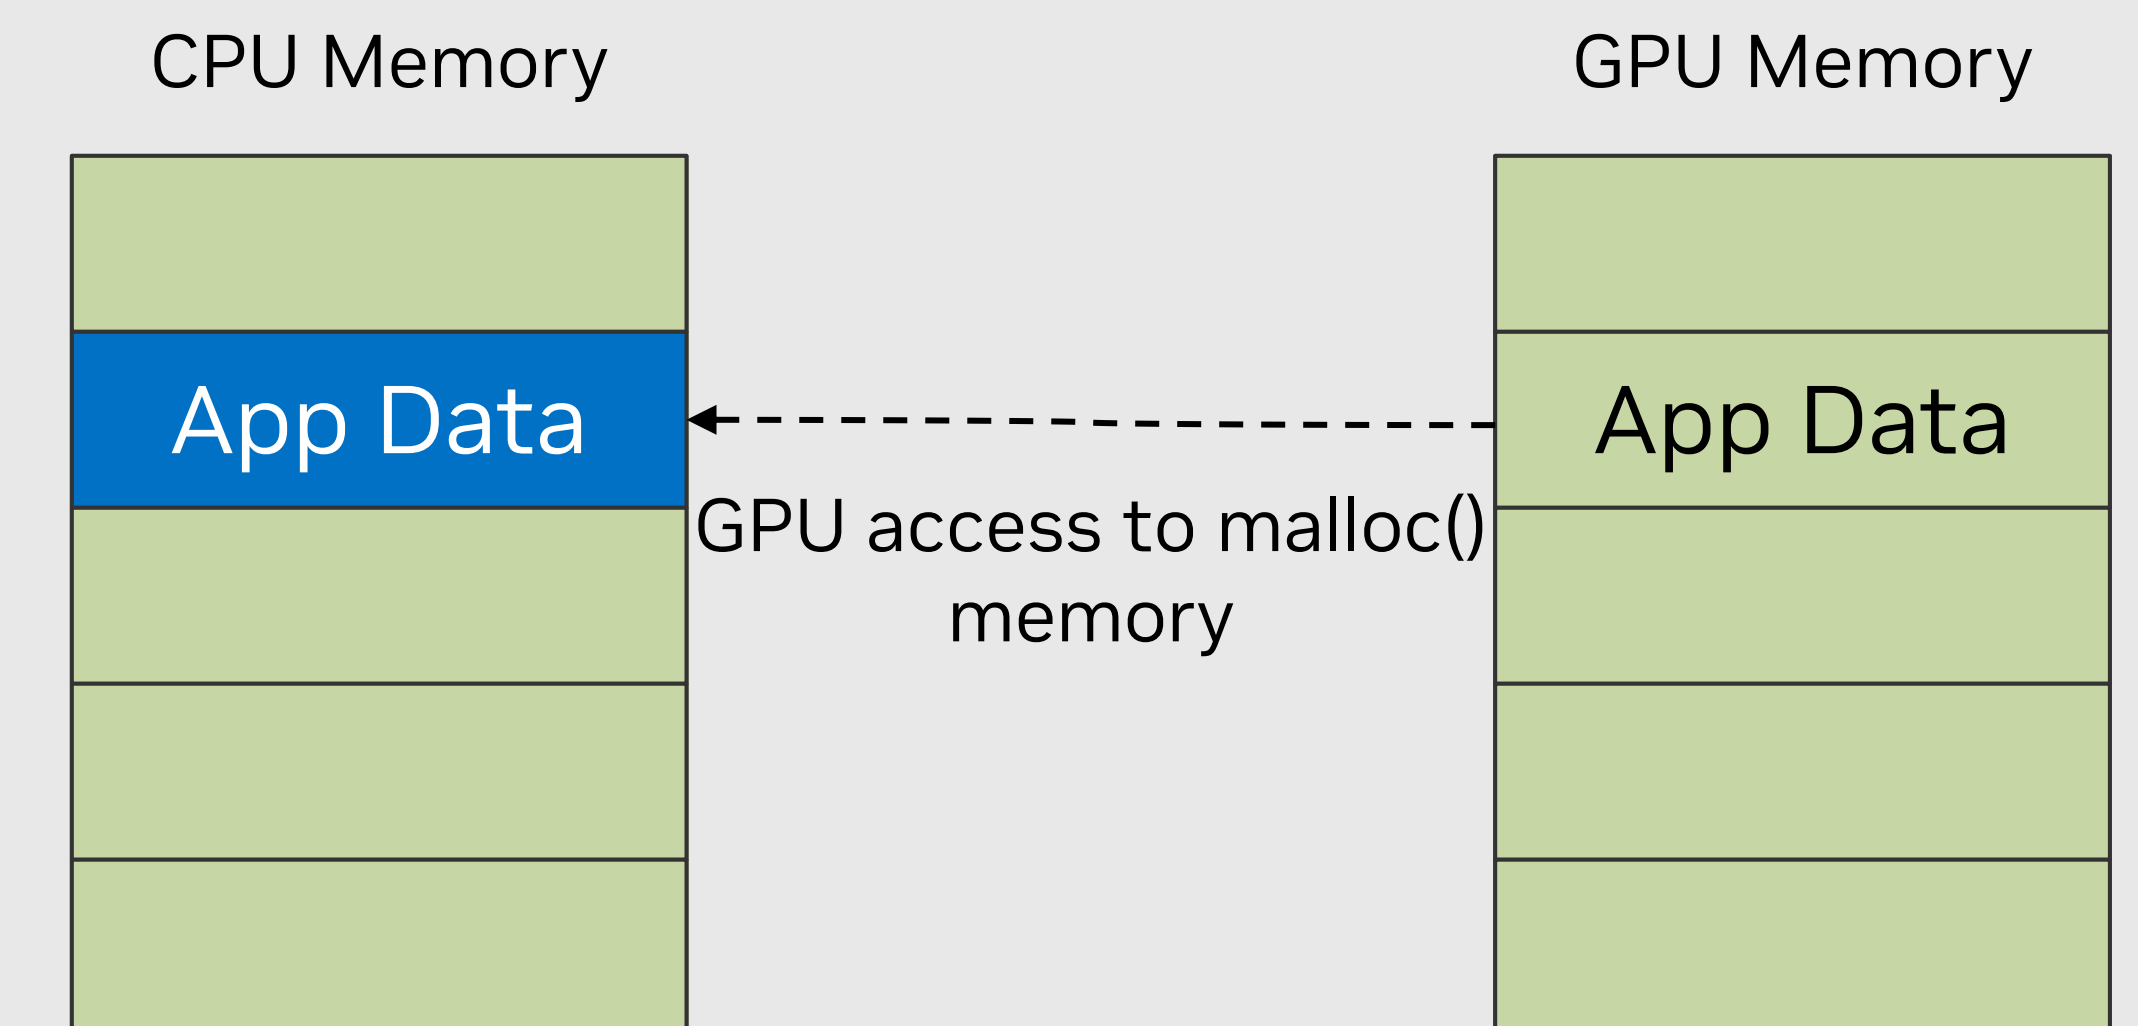 CPU Memory
GPU Memory
App Data
App Data
GPU access to malloc()
memory